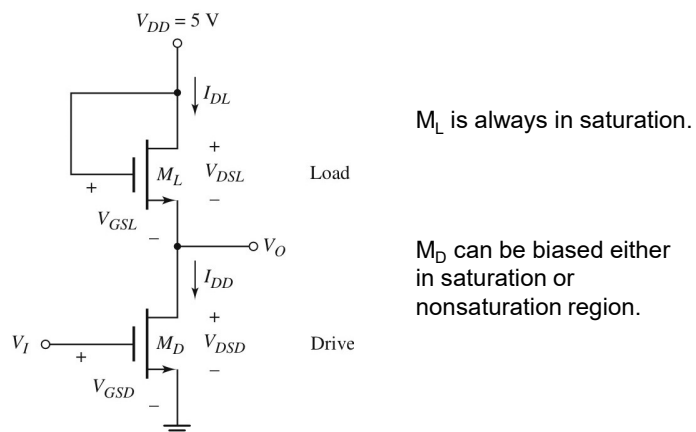 V_DD = 5 V
I_DL
M_L is always in saturation.
+
+ M_L V_DSL Load
V_GSL –
–
V_O
M_D can be biased either
in saturation or
nonsaturation region.
I_DD
+
V_I + M_D V_DSD Drive
V_GSD –
–